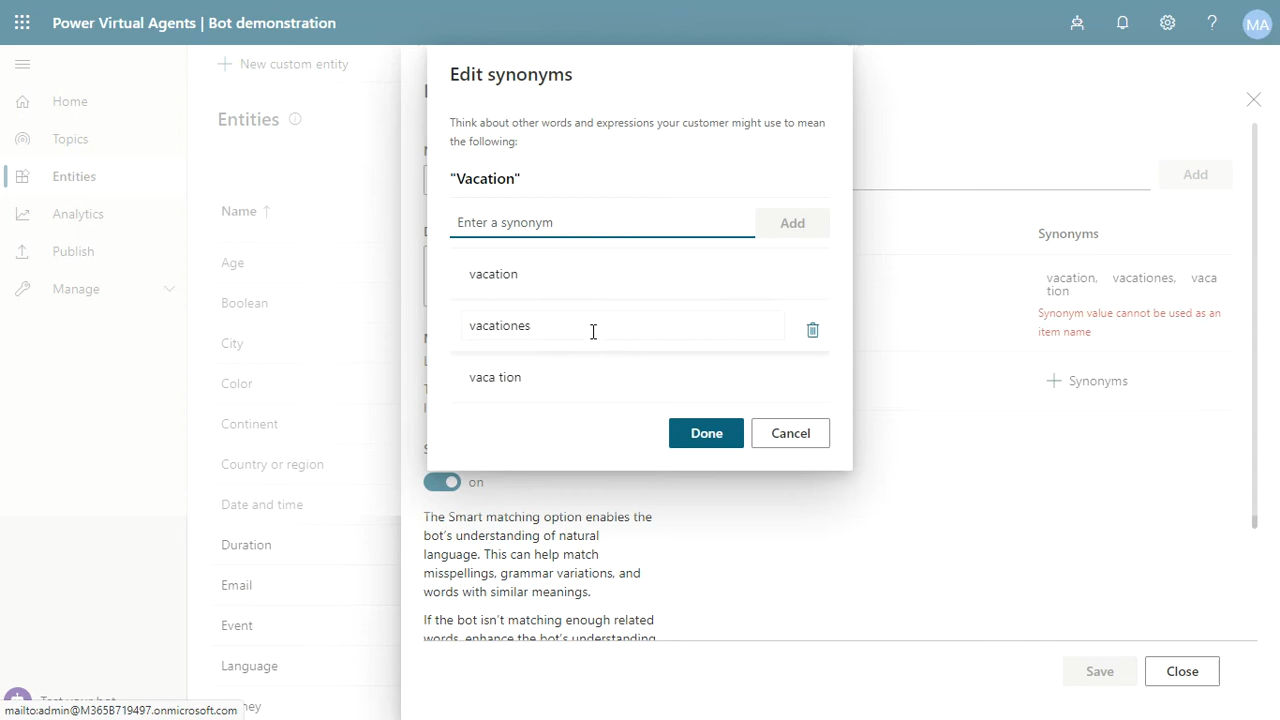 Power Virtual Agents | Bot demonstration
MA
New custom entity
Home
Topics
Entities
Analytics
Publish
Manage
Entities
Name ↑
Age
Boolean
City
Color
Continent
Country or region
Date and time
Duration
Email
Event
Language
Edit synonyms
Think about other words and expressions your customer might use to mean
the following:
"Vacation"
Enter a synonym
Add
vacation
vacationes
vaca tion
Done
Cancel
on
The Smart matching option enables the
bot's understanding of natural
language. This can help match
misspellings, grammar variations, and
words with similar meanings.
If the bot isn't matching enough related
words, enhance the bot's understanding
Add
Synonyms
vacation, vacationes, vaca
tion
Synonym value cannot be used as an
item name
Synonyms
Save
Close
mailto:admin@M365B719497.onmicrosoft.com